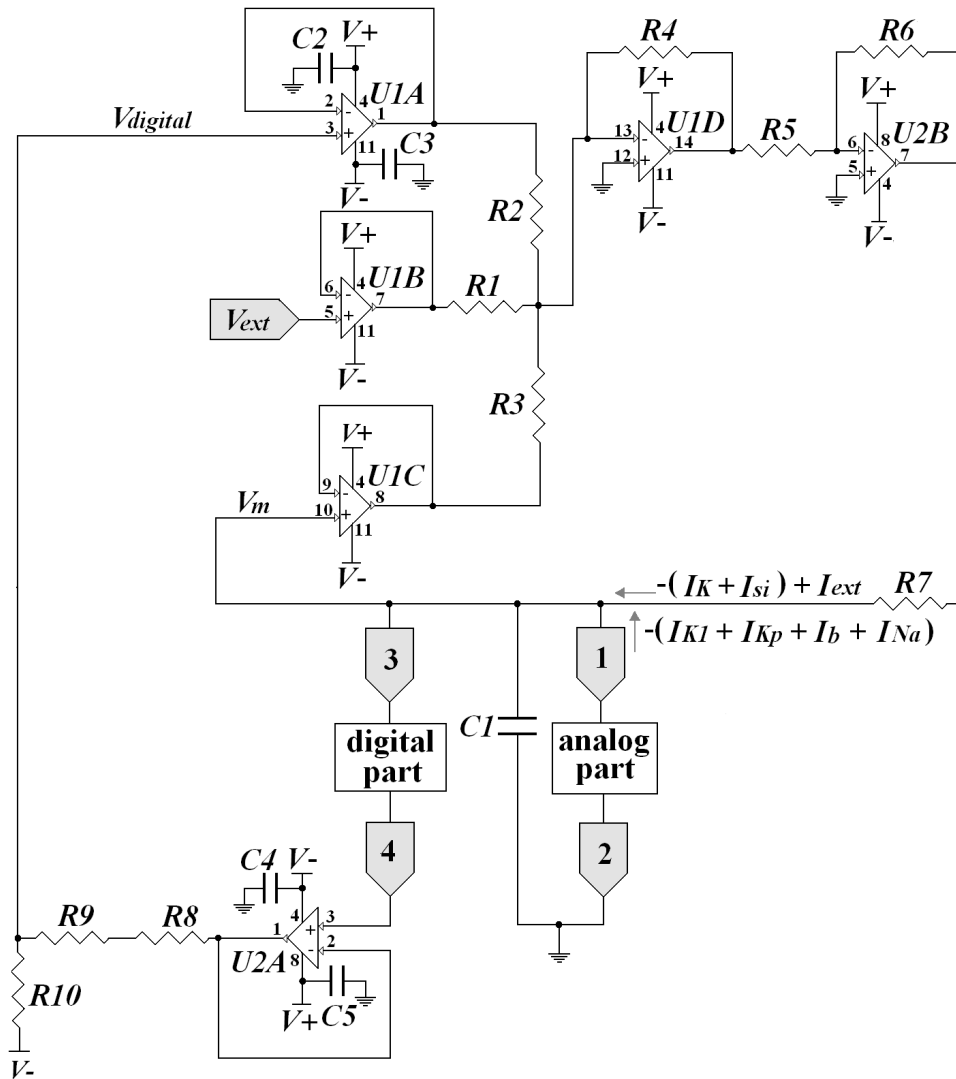 C2
V+
R4
R6
V+
V+
2
-
4
U1A
1
Vdigital
3
+
11
C3
V-
13
-
4
U1D
14
12
+
11
V-
R5
6
-
8
U2B
7
5
+
4
V-
R2
V+
6
-
4
U1B
7
R1
Vext
5
+
11
V-
R3
V+
9
-
4
U1C
8
Vm
10
+
11
V-
-(IK + Isi) + Iext
R7
-(IK1 + IKp + Ib + INa)
3
1
C1
digital
part
analog
part
4
2
C4
V-
R9
R8
1
4
+
3
-
2
U2A
8
R10
V+
C5
V-